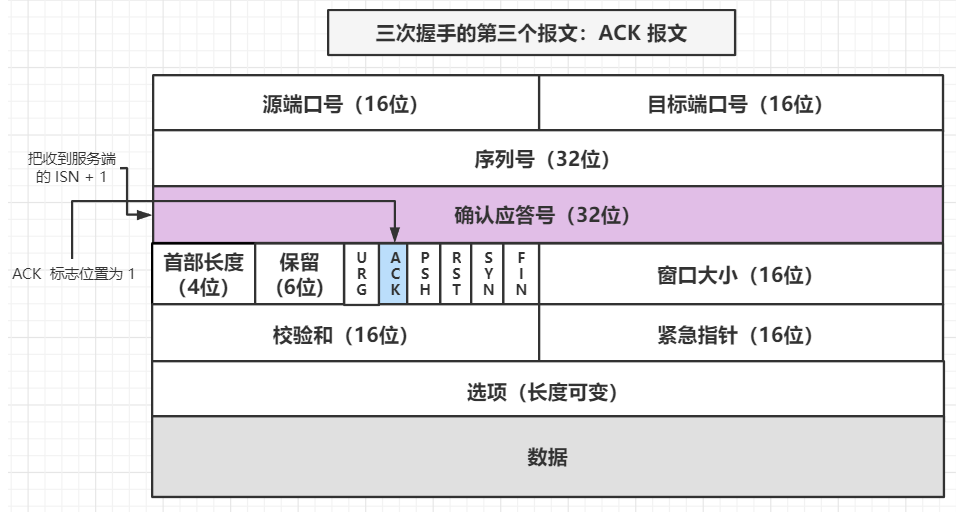 三次握手的第三个报文：ACK 报文
源端口号（16位）
目标端口号（16位）
把收到服务端
的 ISN + 1
序列号（32位）
确认应答号（32位）
ACK 标志位置为 1
首部长度
（4位）
保留
（6位）
URG
ACK
PSH
RST
SYN
FIN
窗口大小（16位）
校验和（16位）
紧急指针（16位）
选项（长度可变）
数据